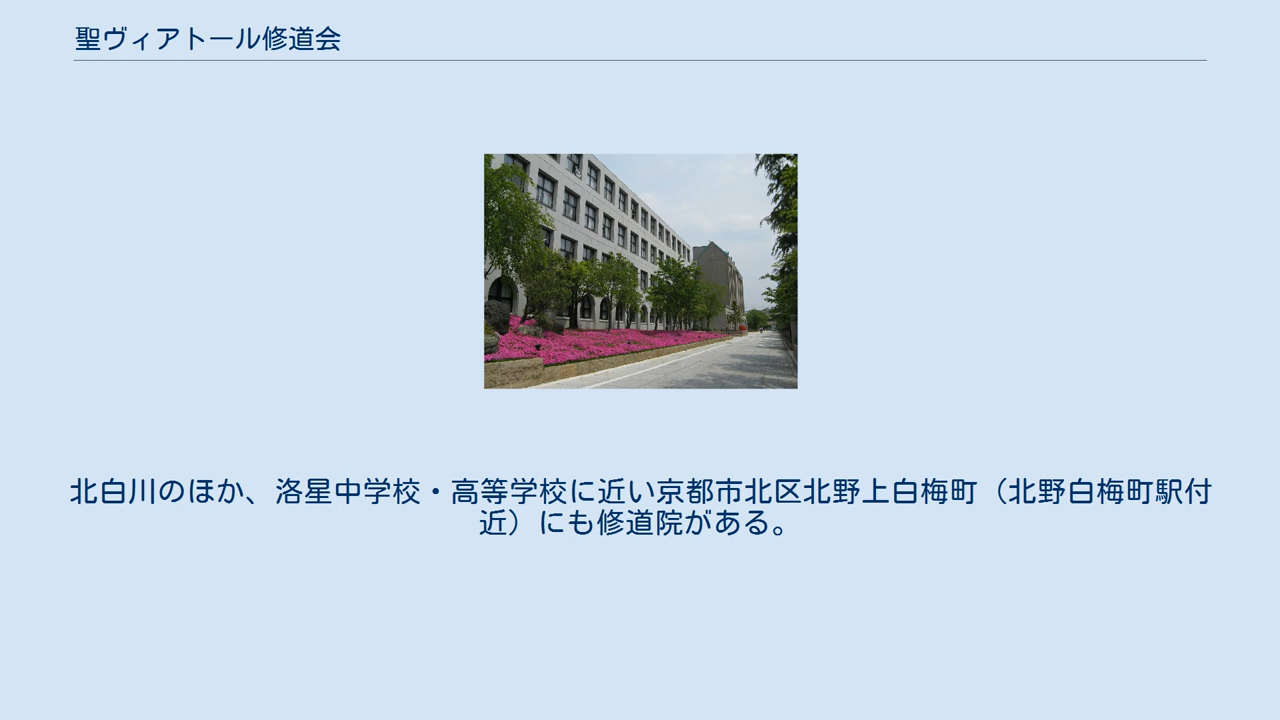 聖ヴィアトール修道会
北白川のほか、洛星中学校・高等学校に近い京都市北区北野上白梅町（北野白梅町駅付
近）にも修道院がある。